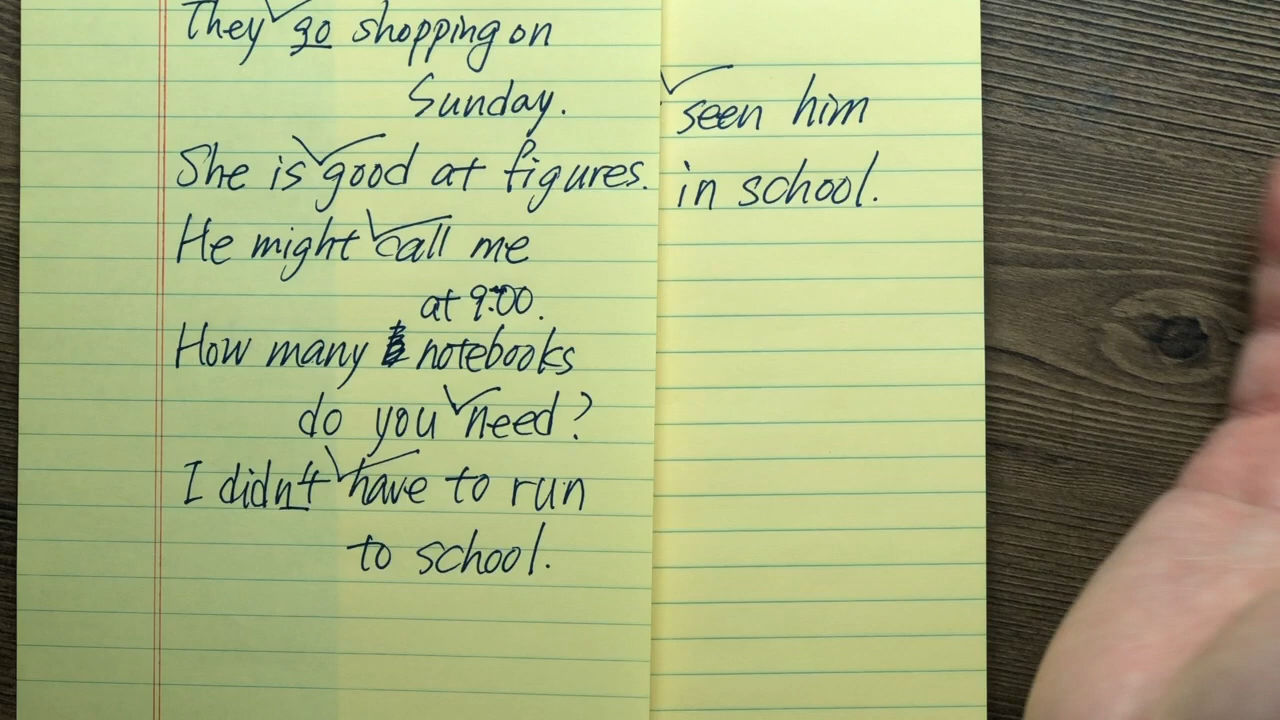 They go shopping on
Sunday.
She is good at figures.
He might call me
at 9:00.
How many notebooks
do you need?
I didn't have to run
to school.
seen him
in school.